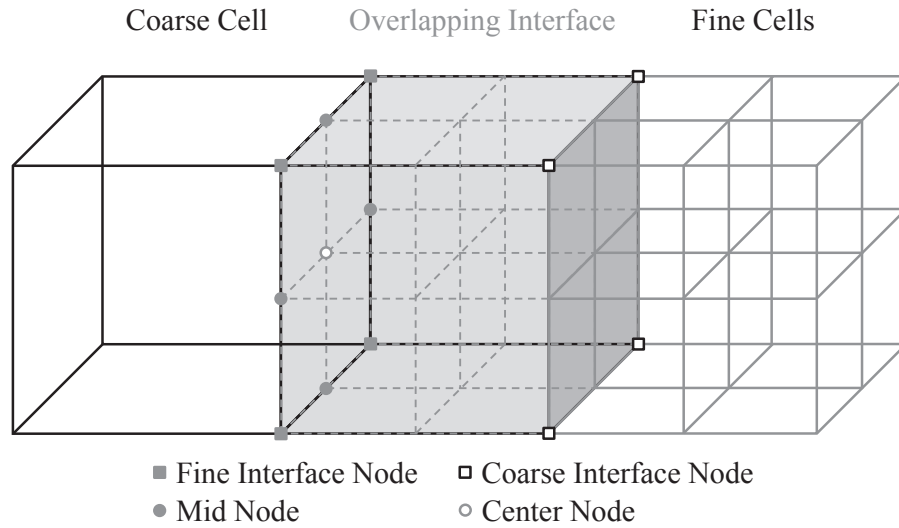 Coarse Cell
Overlapping Interface
Fine Cells
Fine Interface Node
Coarse Interface Node
Mid Node
Center Node